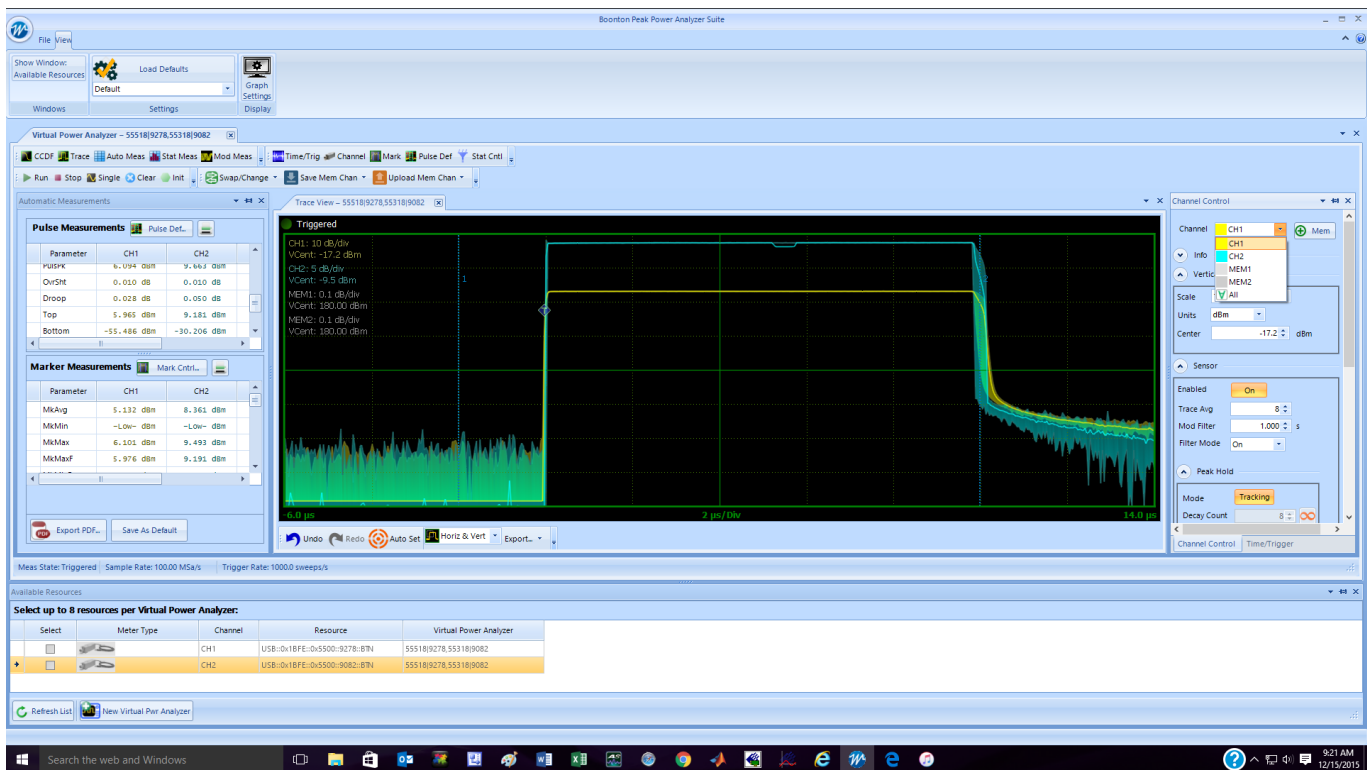 Boonton Peak Power Analyzer Suite
File View
Show Window:
Available Resources
Load Defaults
Default
Graph
Settings
Windows Settings Display
Virtual Power Analyzer – 55518|9278,55318|9082
CCDF Trace Auto Meas Stat Meas Mod Meas Time/Trig Channel Mark Pulse Def Stat Cntl
Run Stop Single Clear Init Swap/Change Save Mem Chan Upload Mem Chan
Automatic Measurements
Pulse Measurements Pulse Def...
Parameter CH1 CH2
PulsPk 6.094 dBm 9.663 dBm
OvrSht 0.010 dB 0.010 dB
Droop 0.028 dB 0.050 dB
Top 5.965 dBm 9.181 dBm
Bottom -55.486 dBm -30.206 dBm
Marker Measurements Mark Cntrl...
Parameter CH1 CH2
MkAvg 5.132 dBm 8.361 dBm
MkMin -Low- dBm -Low- dBm
MkMax 6.101 dBm 9.493 dBm
MkMaxF 5.976 dBm 9.191 dBm
PDF Export PDF... Save As Default
Trace View – 55518|9278,55318|9082
Triggered
CH1: 10 dB/div
VCent: -17.2 dBm
CH2: 5 dB/div
VCent: -9.5 dBm
MEM1: 0.1 dB/div
VCent: 180.00 dBm
MEM2: 0.1 dB/div
VCent: 180.00 dBm
1
2
-6.0 µs 2 µs/Div 14.0 µs
Undo Redo Auto Set Horiz & Vert Export...
Channel Control
Channel CH1 Mem
CH1
CH2
MEM1
MEM2
All
Info
Vertic
Scale
Units dBm
Center -17.2 dBm
Sensor
Enabled On
Trace Avg 8
Mod Filter 1.000 s
Filter Mode On
Peak Hold
Mode Tracking
Decay Count 8
Channel Control Time/Trigger
Meas State: Triggered Sample Rate: 100.00 MSa/s Trigger Rate: 1000.0 sweeps/s
Available Resources
Select up to 8 resources per Virtual Power Analyzer:
Select Meter Type Channel Resource Virtual Power Analyzer
CH1 USB::0x1BFE::0x5500::9278::BTN 55518|9278,55318|9082
CH2 USB::0x1BFE::0x5500::9082::BTN 55518|9278,55318|9082
Refresh List New Virtual Pwr Analyzer
Search the web and Windows
9:21 AM
12/15/2015